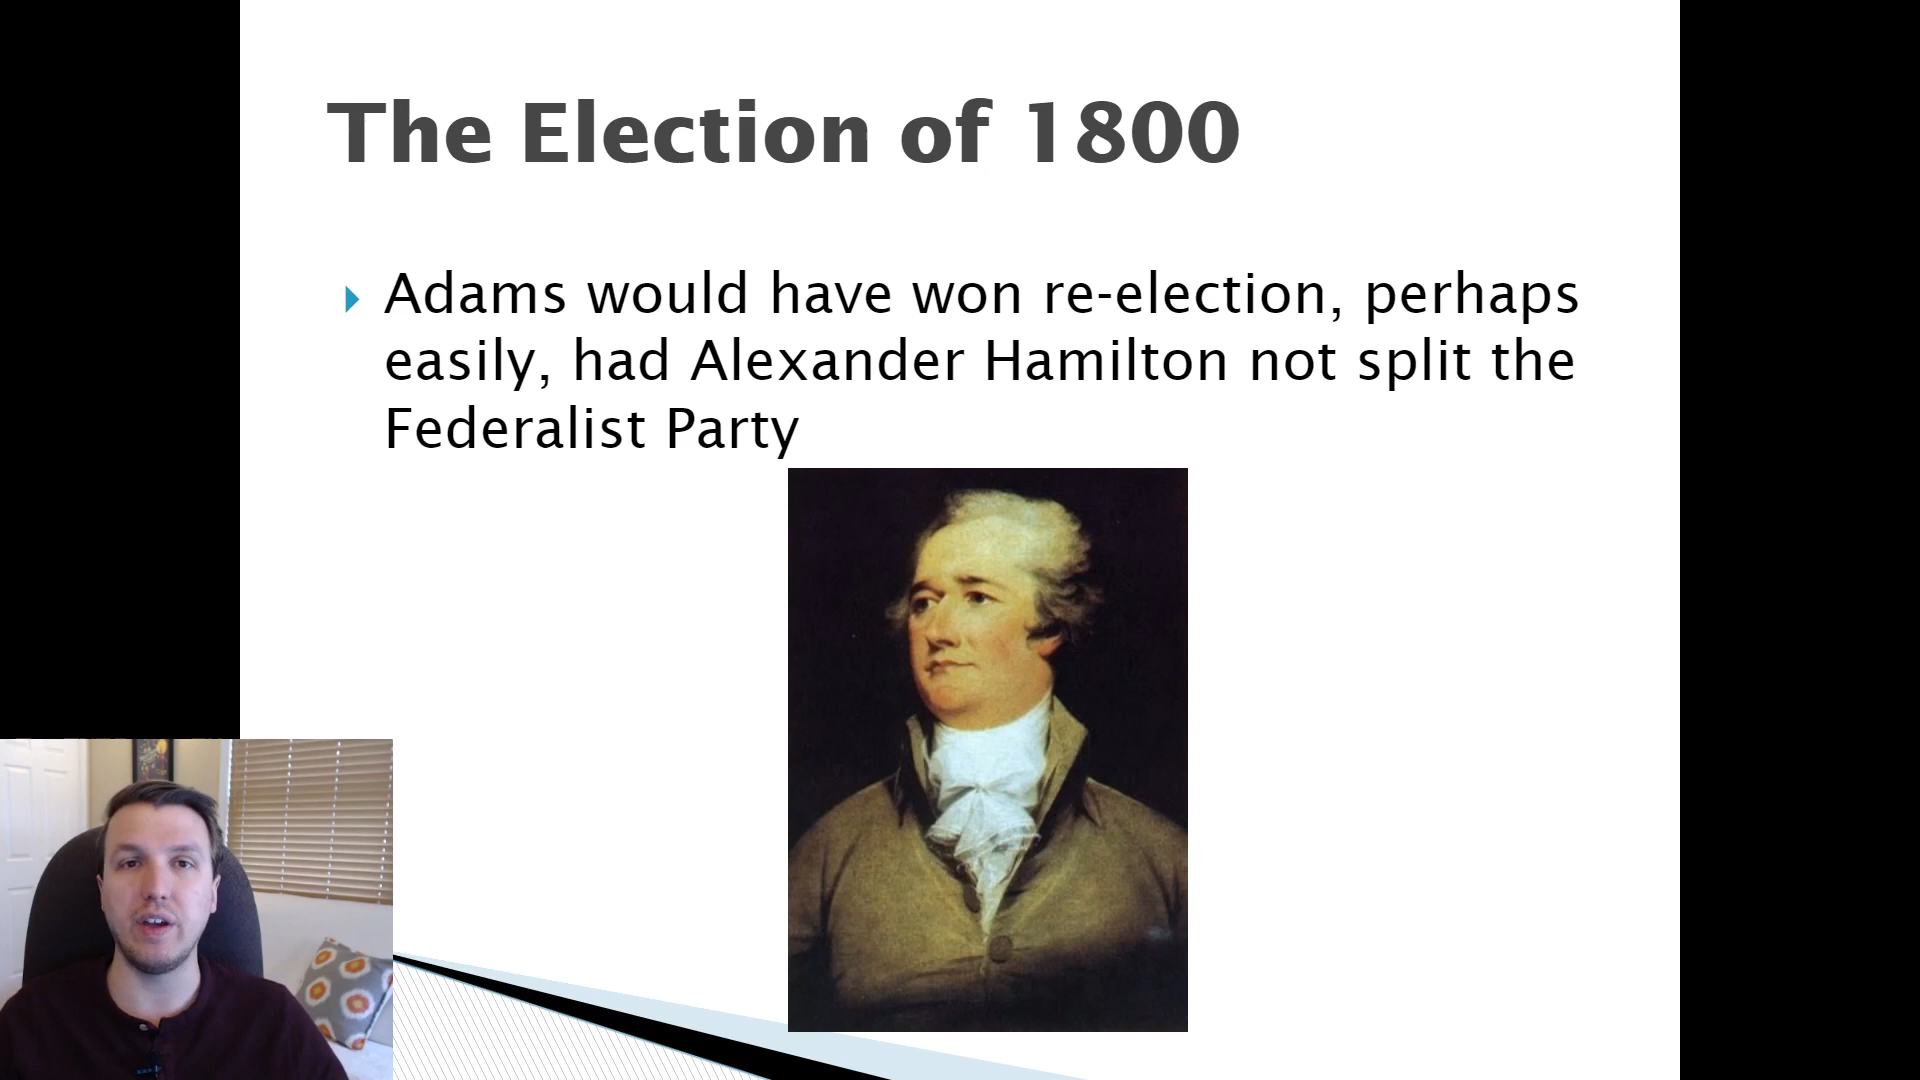 The Election of 1800
Adams would have won re-election, perhaps
easily, had Alexander Hamilton not split the
Federalist Party